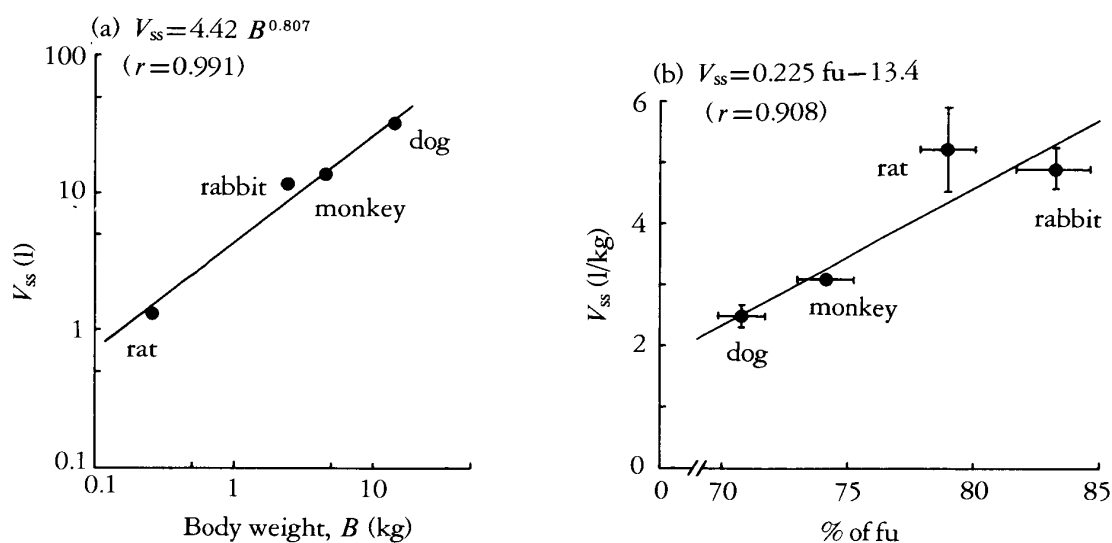 (a) Vss=4.42 B^0.807
(r=0.991)
100
10
1
0.1
Vss (l)
rabbit
dog
monkey
rat
0.1 1 10
Body weight, B (kg)
(b) Vss=0.225 fu−13.4
(r=0.908)
6
4
2
0
Vss (l/kg)
rat
rabbit
monkey
dog
0 70 75 80 85
% of fu